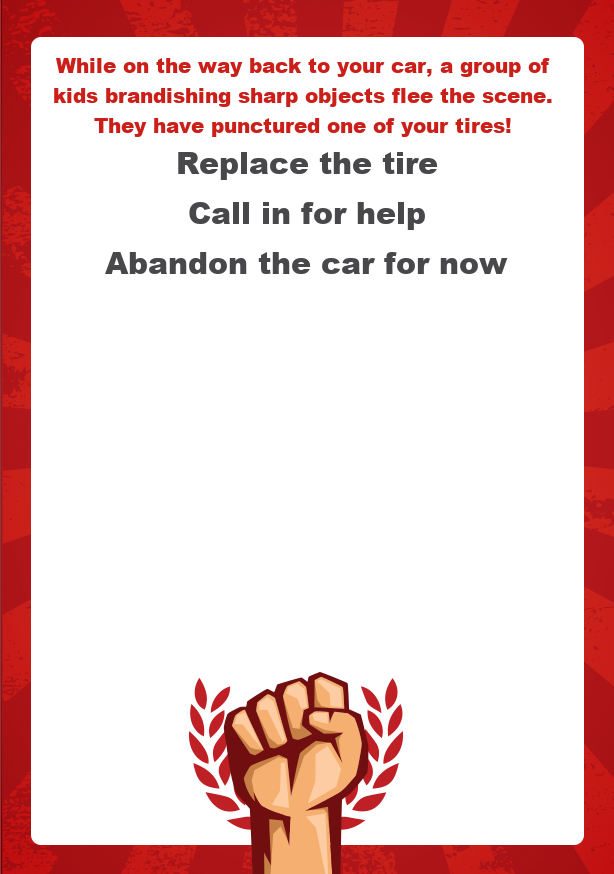 While on the way back to your car, a group of
kids brandishing sharp objects flee the scene.
They have punctured one of your tires!
Replace the tire
Call in for help
Abandon the car for now